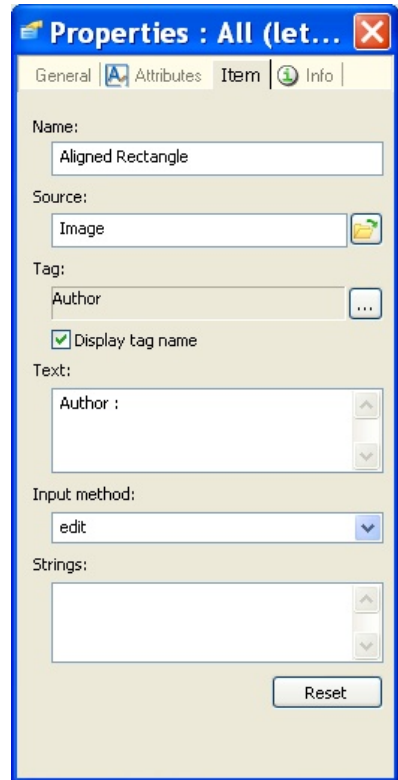 Properties : All (let...
General Attributes Item Info
Name:
Aligned Rectangle
Source:
Image
Tag:
Author
...
Display tag name
Text:
Author :
Input method:
edit
Strings:
Reset